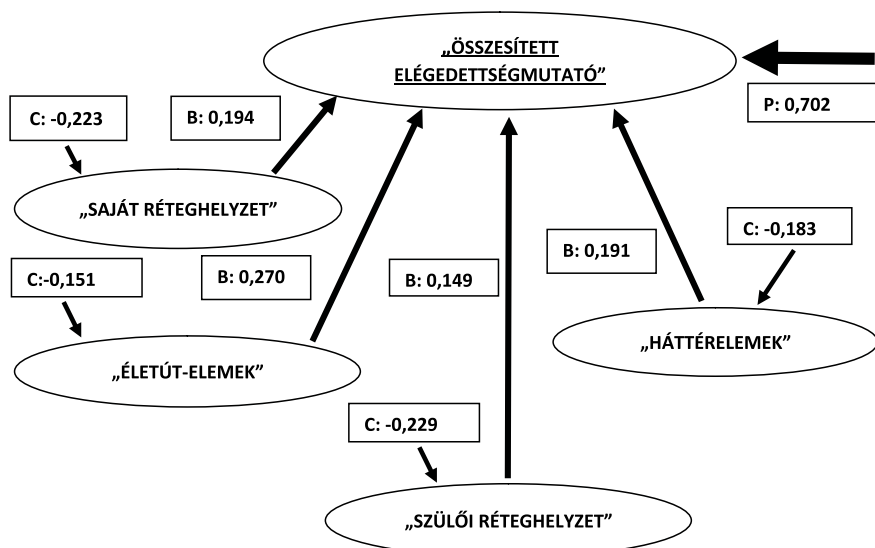 „ÖSSZESÍTETT
ELÉGEDETTSÉGMUTATÓ”
P: 0,702
C: -0,223
B: 0,194
„SAJÁT RÉTEGHELYZET”
C: -0,183
B: 0,191
C:-0,151
B: 0,270
B: 0,149
„HÁTTÉRELEMEK”
„ÉLETÚT-ELEMEK”
C: -0,229
„SZÜLŐI RÉTEGHELYZET”